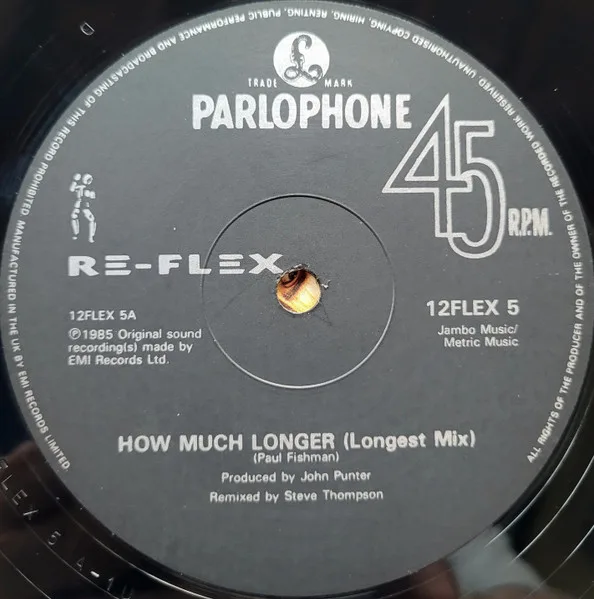 ALL RIGHTS OF THE PRODUCER AND OF THE OWNER OF THE RECORDED WORK RESERVED. UNAUTHORISED COPYING, HIRING, RENTING, PUBLIC PERFORMANCE AND BROADCASTING OF THIS RECORD PROHIBITED. MANUFACTURED IN THE UK BY EMI RECORDS LIMITED.
£
TRADE MARK
PARLOPHONE
45
R.P.M.
RE-FLEX
12FLEX 5A
℗1985 Original sound
recording(s) made by
EMI Records Ltd.
12FLEX 5
Jambo Music/
Metric Music
HOW MUCH LONGER (Longest Mix)
(Paul Fishman)
Produced by John Punter
Remixed by Steve Thompson
FLEX 5 A-1U